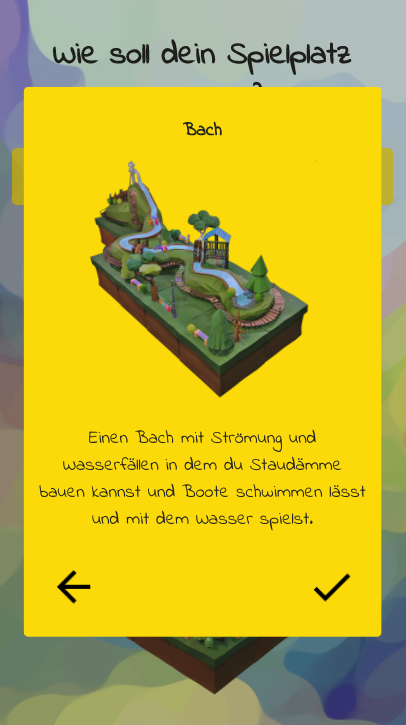 Wie soll dein Spielplatz
Bach
Einen Bach mit Strömung und
Wasserfällen in dem du Staudämme
bauen kannst und Boote schwimmen lässt
und mit dem Wasser spielst.